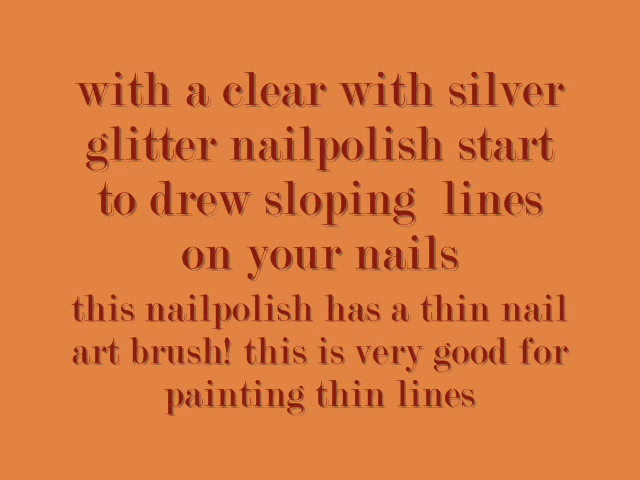 with a clear with silver
glitter nailpolish start
to drew sloping lines
on your nails
this nailpolish has a thin nail
art brush! this is very good for
painting thin lines